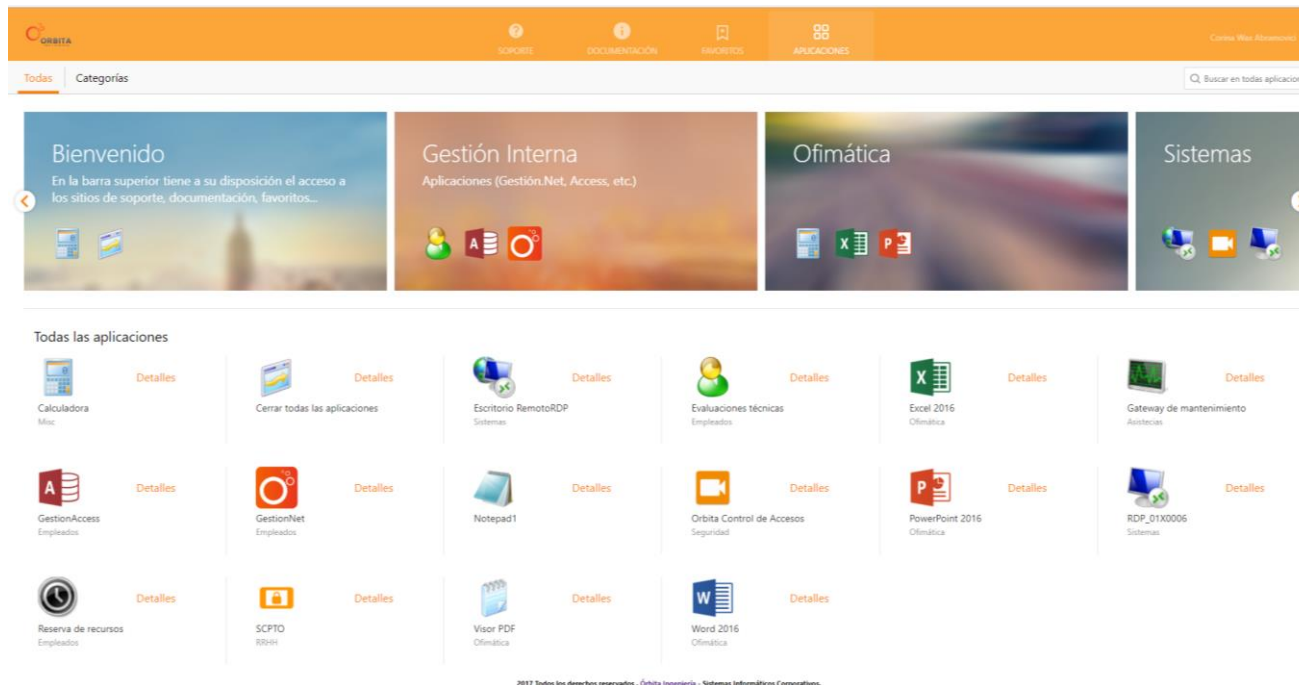 ORBITA
SOPORTE
DOCUMENTACIÓN
FAVORITOS
APLICACIONES
Todas
Categorías
Buscar en todas aplicacion
Bienvenido
En la barra superior tiene a su disposición el acceso a
los sitios de soporte, documentación, favoritos...
Gestión Interna
Aplicaciones (Gestión.Net, Access, etc.)
Ofimática
Sistemas
Todas las aplicaciones
Detalles
Calculadora
Misc
Detalles
Cerrar todas las aplicaciones
Detalles
Escritorio RemotoRDP
Sistemas
Detalles
Evaluaciones técnicas
Empleados
Detalles
Excel 2016
Ofimática
Detalles
Gateway de mantenimiento
Asistecias
Detalles
GestionAccess
Empleados
Detalles
GestionNet
Empleados
Detalles
Notepad1
Detalles
Orbita Control de Accesos
Seguridad
Detalles
PowerPoint 2016
Ofimática
Detalles
RDP_01X0006
Sistemas
Detalles
Reserva de recursos
Empleados
Detalles
SCPTO
RRHH
Detalles
Visor PDF
Ofimática
Detalles
Word 2016
Ofimática
2017 Todos los derechos reservados - Órbita Ingeniería - Sistemas Informáticos Corporativos.